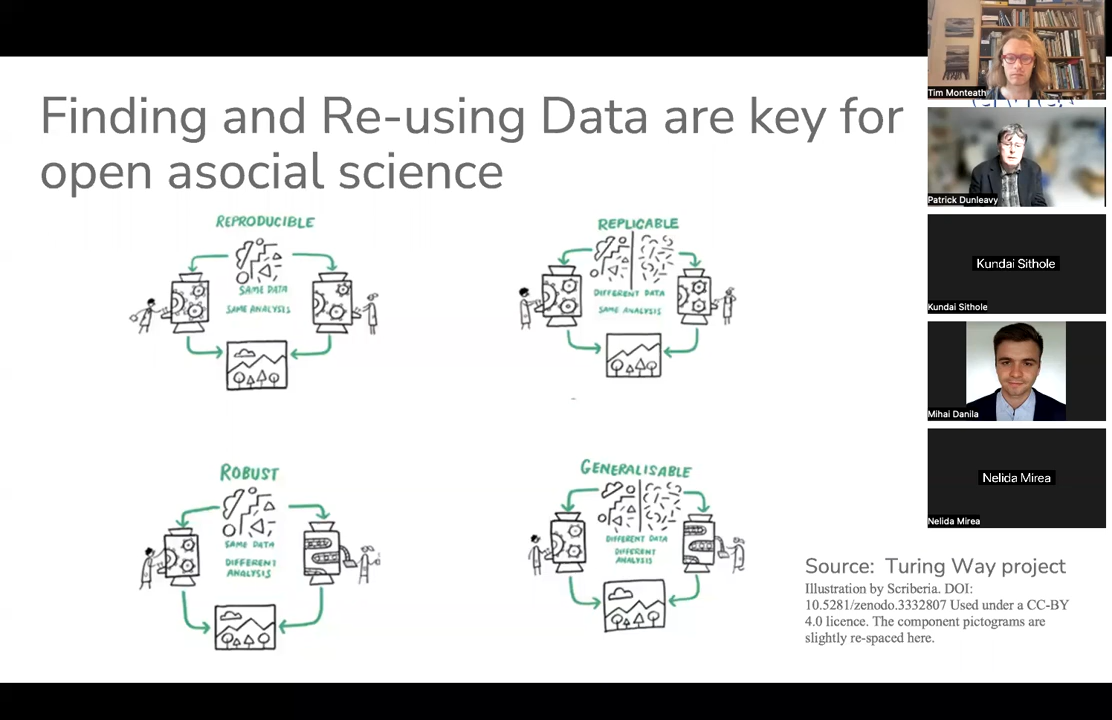 Finding and Re-using Data are key for
open asocial science
REPRODUCIBLE
SAME DATA
SAME ANALYSIS
REPLICABLE
DIFFERENT DATA
SAME ANALYSIS
ROBUST
SAME DATA
DIFFERENT
ANALYSIS
GENERALISABLE
DIFFERENT DATA
DIFFERENT
ANALYSIS
Source: Turing Way project
Illustration by Scriberia. DOI:
10.5281/zenodo.3332807 Used under a CC-BY
4.0 licence. The component pictograms are
slightly re-spaced here.
Tim Monteath
Patrick Dunleavy
Kundai Sithole
Kundai Sithole
Mihai Danila
Nelida Mirea
Nelida Mirea